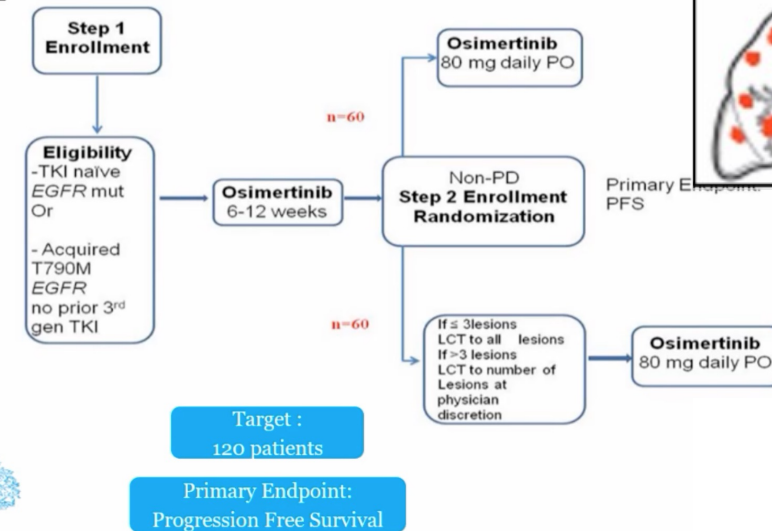 Step 1
Enrollment
Eligibility
-TKI naïve
EGFR mut
Or
- Acquired
T790M
EGFR
no prior 3rd
gen TKI
Osimertinib
6-12 weeks
n=60
Osimertinib
80 mg daily PO
Non-PD
Step 2 Enrollment
Randomization
Primary Endpoint:
PFS
n=60
If ≤ 3lesions
LCT to all lesions
If >3 lesions
LCT to number of
Lesions at
physician
discretion
Osimertinib
80 mg daily PO
Target :
120 patients
Primary Endpoint:
Progression Free Survival